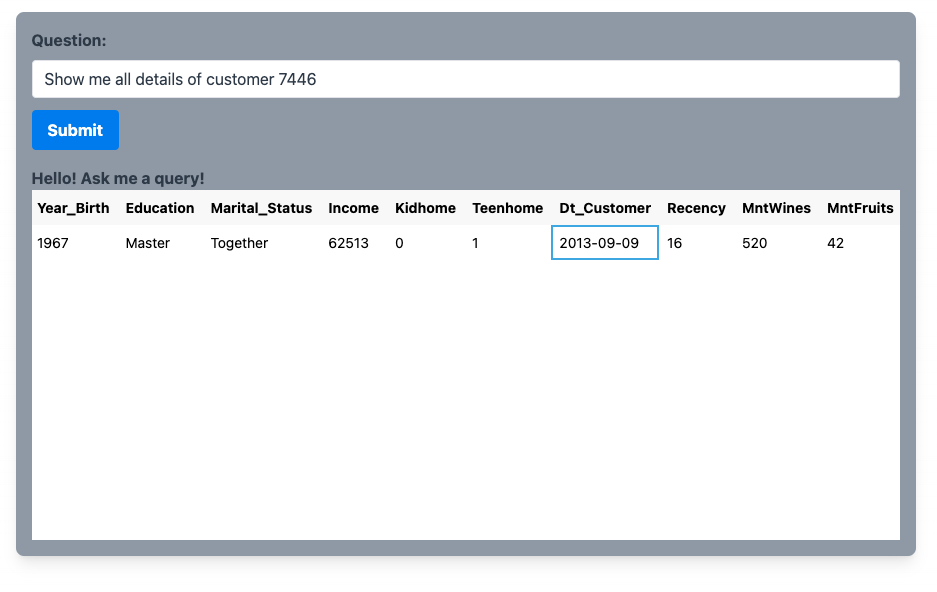 Question:
Show me all details of customer 7446
Submit
Hello! Ask me a query!
Year_Birth Education Marital_Status Income Kidhome Teenhome Dt_Customer Recency MntWines MntFruits
1967 Master Together 62513 0 1 2013-09-09 16 520 42